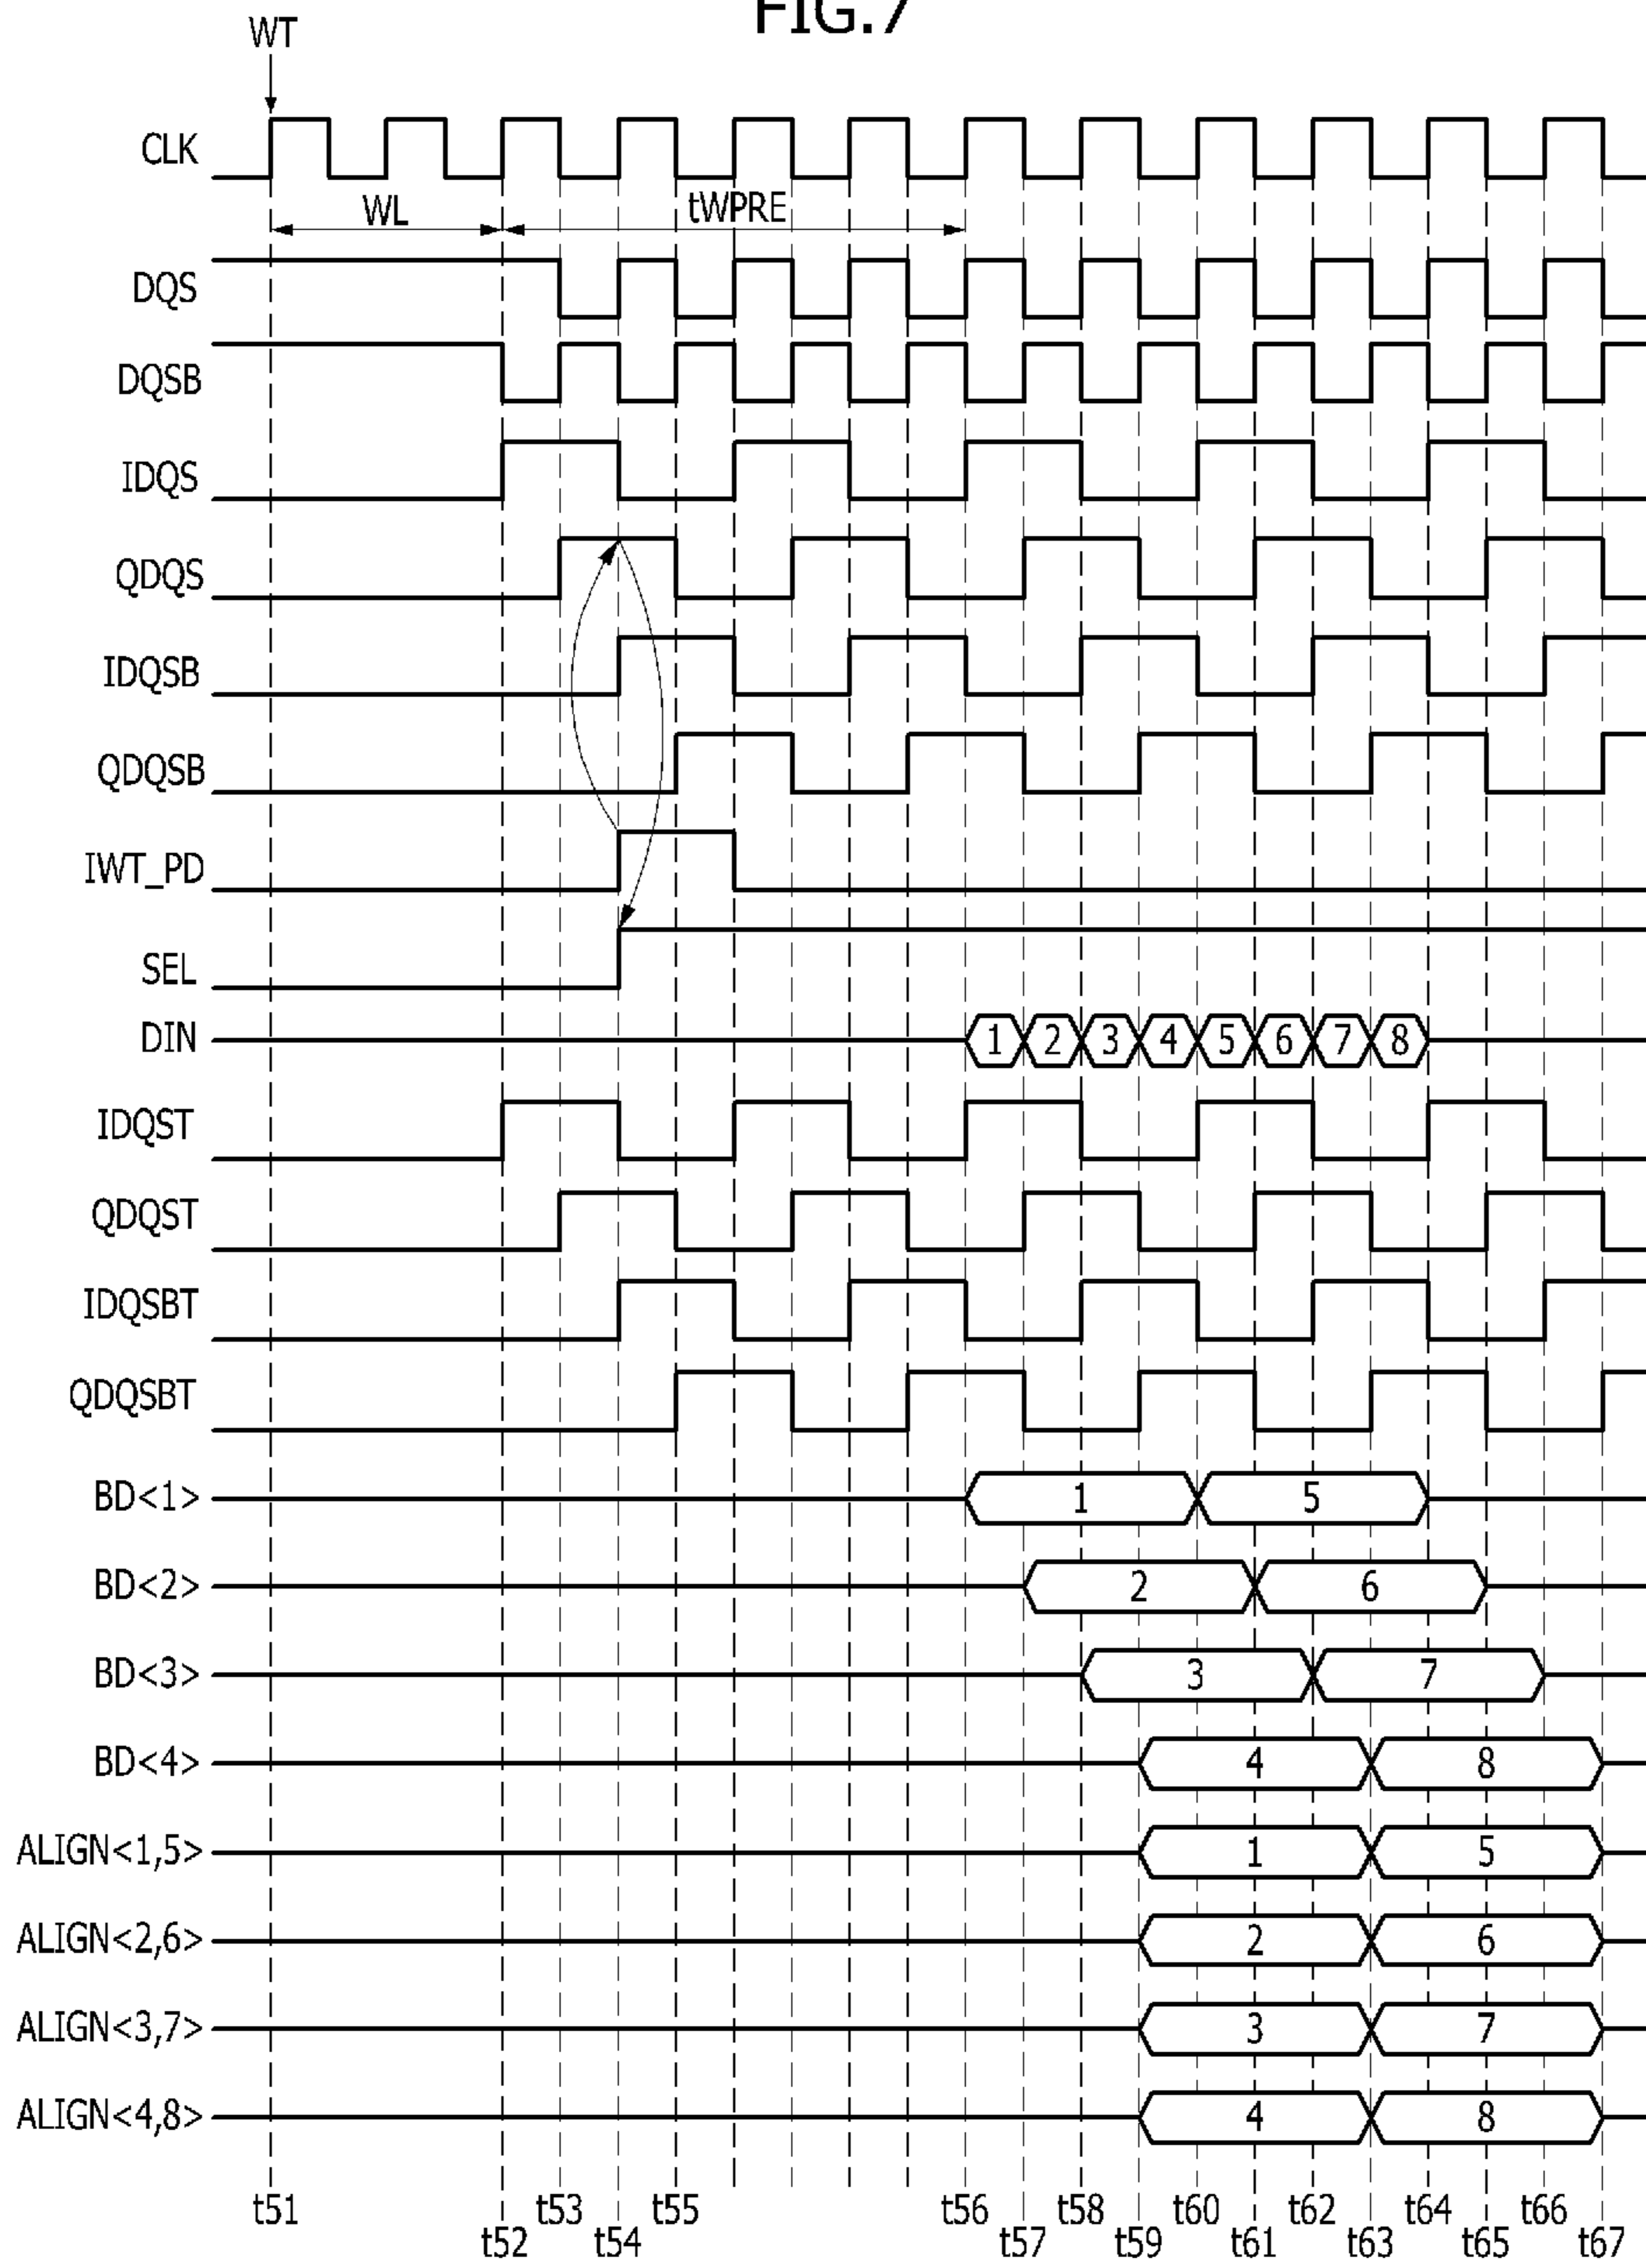 FIG.7
WT
CLK
WL
tWPRE
DQS
DQSB
IDQS
QDQS
IDQSB
QDQSB
IWT_PD
SEL
DIN 1 2 3 4 5 6 7 8
IDQST
QDQST
IDQSBT
QDQSBT
BD<1> 1 5
BD<2> 2 6
BD<3> 3 7
BD<4> 4 8
ALIGN<1,5> 1 5
ALIGN<2,6> 2 6
ALIGN<3,7> 3 7
ALIGN<4,8> 4 8
t51 t53 t55 t56 t58 t60 t62 t64 t66
t52 t54 t57 t59 t61 t63 t65 t67